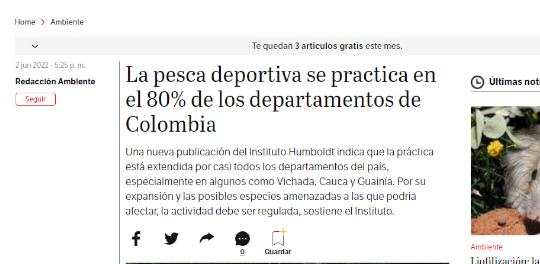 Home > Ambiente
Te quedan 3 articulos gratis este mes.
2 jun 2022 - 5:25 p. m.
Redacción Ambiente
Seguir
La pesca deportiva se practica en
el 80% de los departamentos de
Colombia
Una nueva publicación del Instituto Humboldt indica que la práctica
está extendida por casi todos los departamentos del país,
especialmente en algunos como Vichada, Cauca y Guainía. Por su
expansión y las posibles especies amenazadas a las que podría
afectar, la actividad debe ser regulada, sostiene el Instituto.
0
Guardar
Últimas noti
Ambiente
Liofilización: la